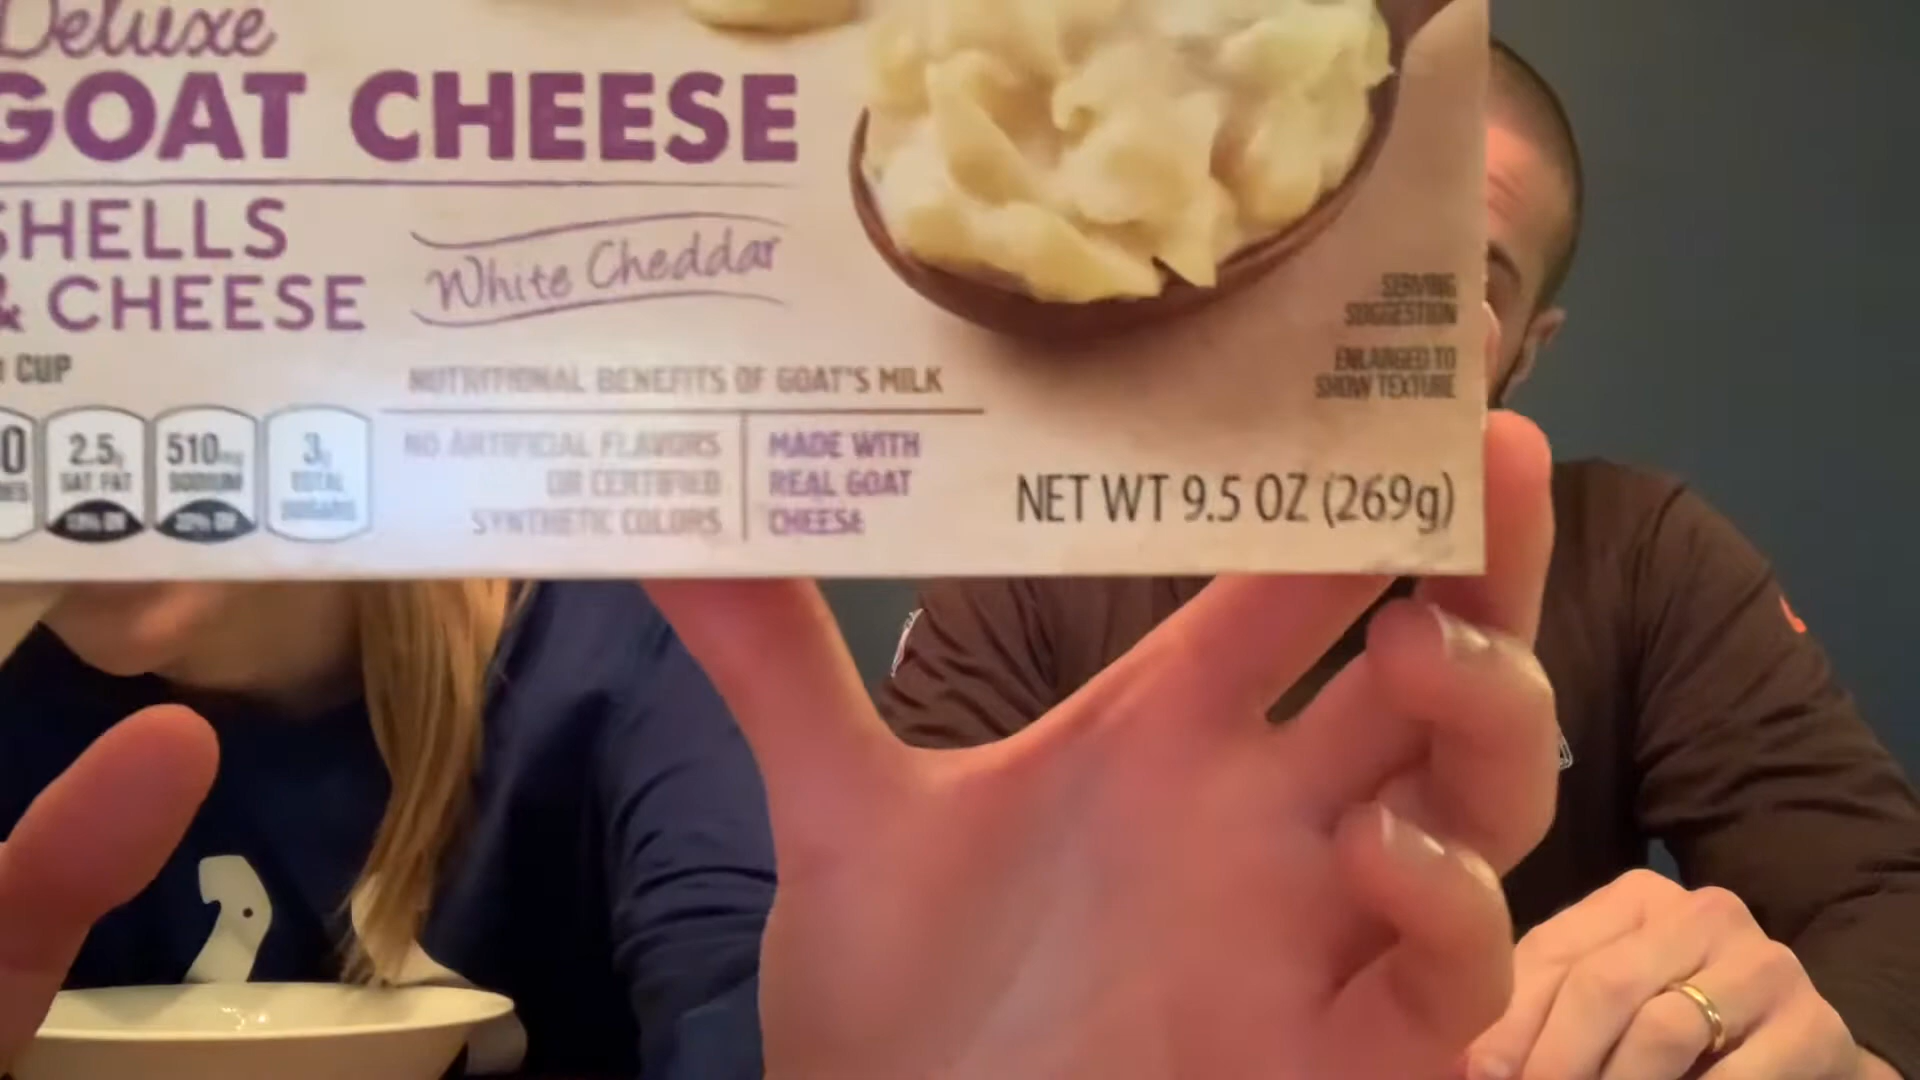 Deluxe
GOAT CHEESE
SHELLS
& CHEESE
White Cheddar
CUP
NUTRITIONAL BENEFITS OF GOAT'S MILK
0
2.5g
SAT FAT
510mg
SODIUM
3g
TOTAL
SUGARS
NO ARTIFICIAL FLAVORS
OR CERTIFIED
SYNTHETIC COLORS
MADE WITH
REAL GOAT
CHEESE
SERVING
SUGGESTION
ENLARGED TO
SHOW TEXTURE
NET WT 9.5 OZ (269g)